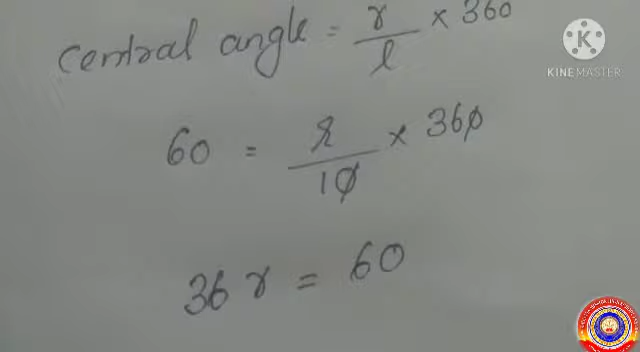 central angle = r/l × 360
KINEMASTER
60 = r/10 × 360
36 r = 60